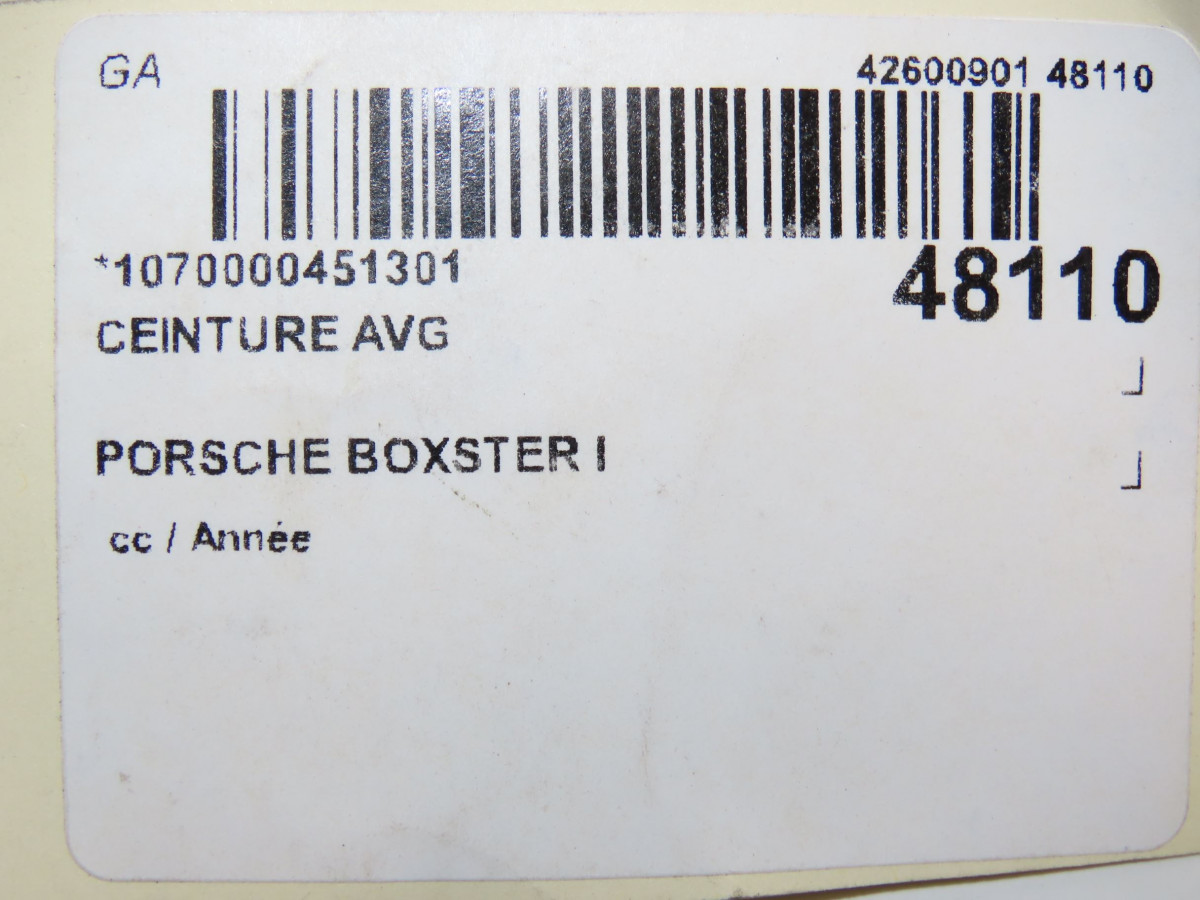 GA 42600901 48110
*1070000451301 48110
CEINTURE AVG
PORSCHE BOXSTER I
cc / Année